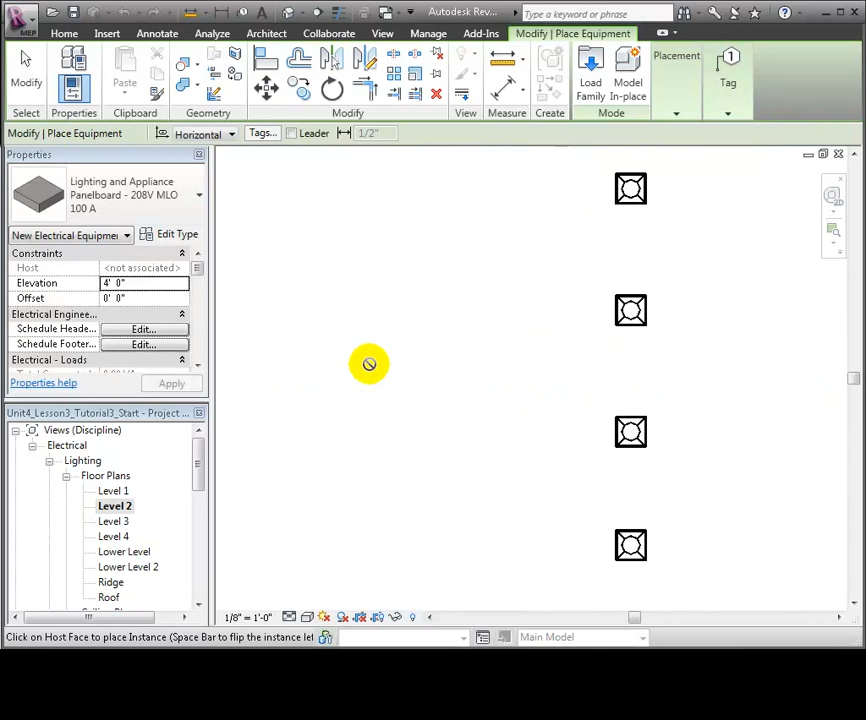 Autodesk Rev...
Type a keyword or phrase
MEP
Home Insert Annotate Analyze Architect Collaborate View Manage Add-Ins Modify | Place Equipment
Modify
Paste
Load Family
Model In-place
Placement
Tag
Select Properties Clipboard Geometry Modify View Measure Create Mode
Modify | Place Equipment Horizontal Tags... Leader 1/2"
Properties
Lighting and Appliance
Panelboard - 208V MLO
100 A
New Electrical Equipme Edit Type
Constraints
Host <not associated>
Elevation 4' 0"
Offset 0' 0"
Electrical Enginee...
Schedule Heade... Edit...
Schedule Footer... Edit...
Electrical - Loads
Properties help Apply
Unit4_Lesson3_Tutorial3_Start - Project ...
Views (Discipline)
Electrical
Lighting
Floor Plans
Level 1
Level 2
Level 3
Level 4
Lower Level
Lower Level 2
Ridge
Roof
2D
1/8" = 1'-0"
Click on Host Face to place Instance (Space Bar to flip the instance lef Main Model